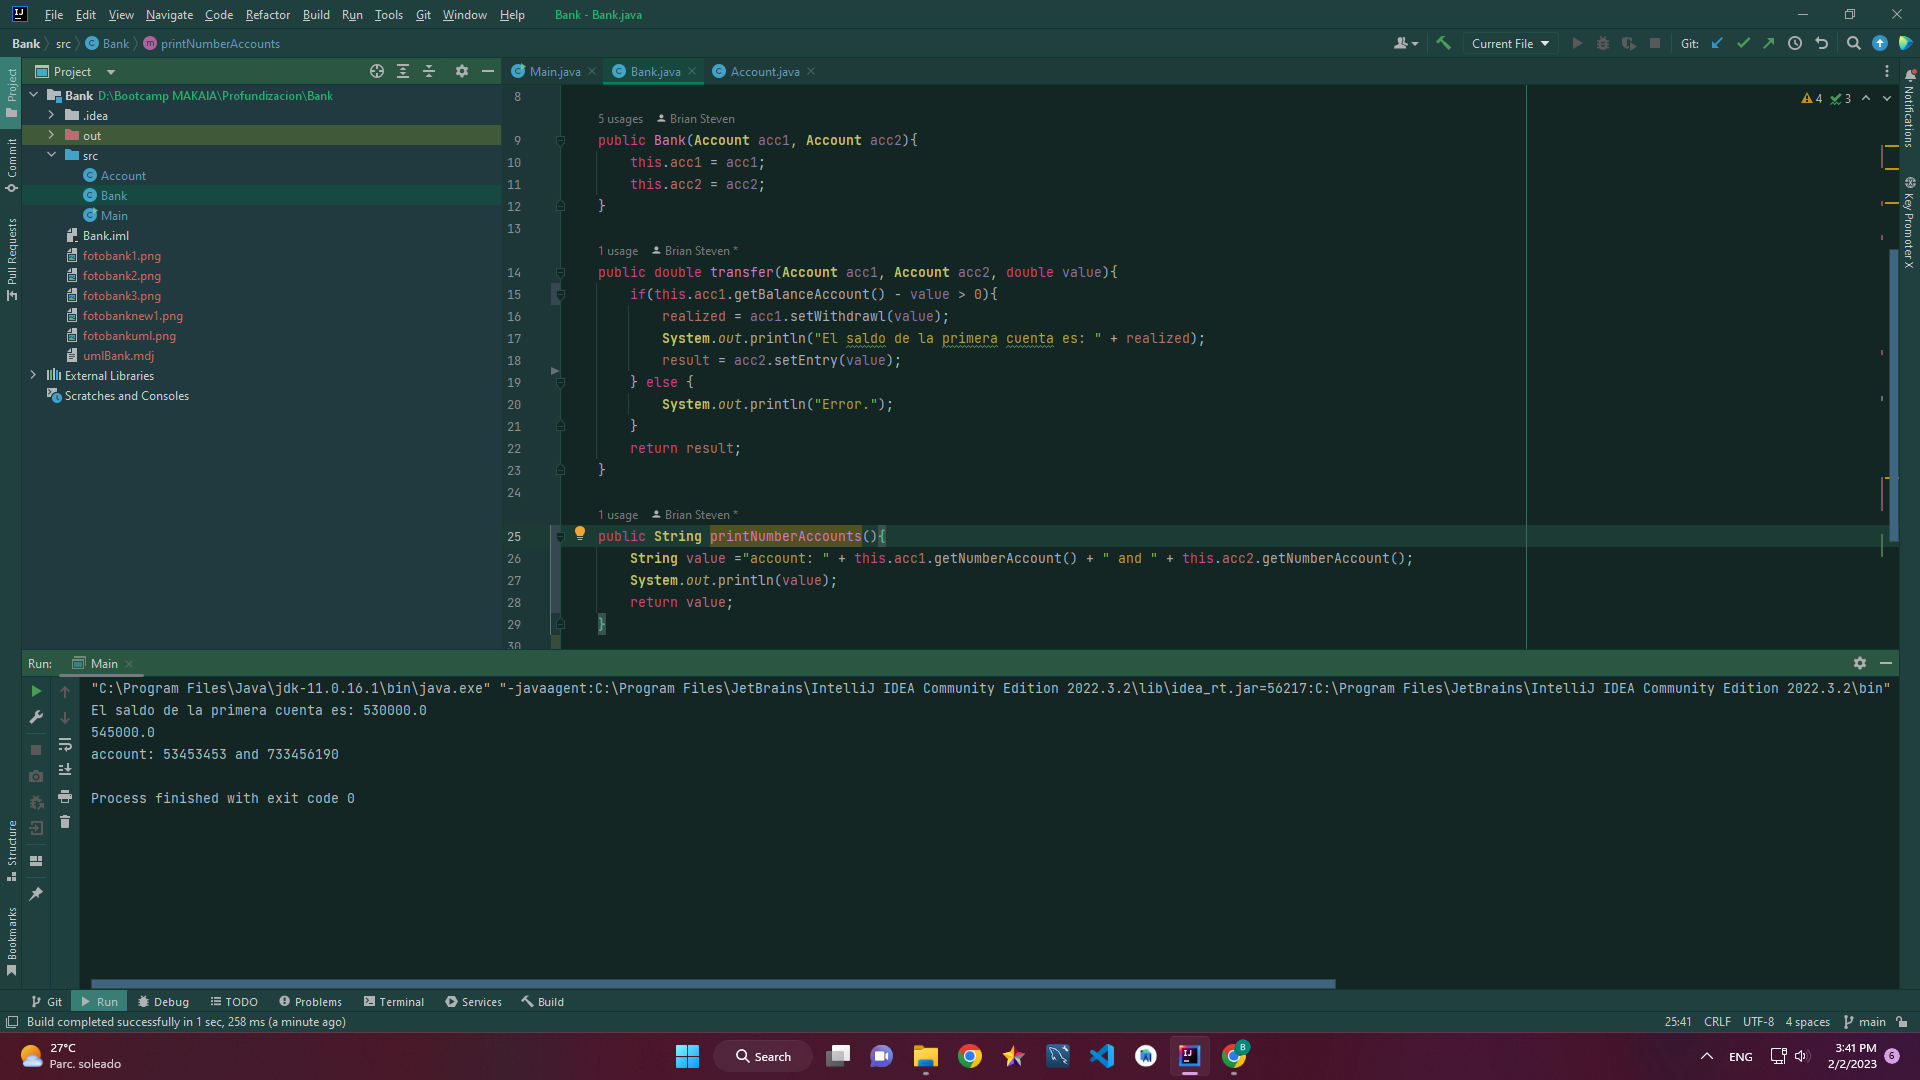 File Edit View Navigate Code Refactor Build Run Tools Git Window Help Bank - Bank.java
Bank src Bank printNumberAccounts Current File Git:
Project
Main.java Bank.java Account.java
Bank D:\Bootcamp MAKAIA\Profundizacion\Bank
.idea
out
src
Account
Bank
Main
Bank.iml
fotobank1.png
fotobank2.png
fotobank3.png
fotobanknew1.png
fotobankuml.png
umlBank.mdj
External Libraries
Scratches and Consoles
Project
Commit
Pull Requests
Structure
Bookmarks
4 3
8
5 usages Brian Steven
9 public Bank(Account acc1, Account acc2){
10 this.acc1 = acc1;
11 this.acc2 = acc2;
12 }
13
1 usage Brian Steven *
14 public double transfer(Account acc1, Account acc2, double value){
15 if(this.acc1.getBalanceAccount() - value > 0){
16 realized = acc1.setWithdrawl(value);
17 System.out.println("El saldo de la primera cuenta es: " + realized);
18 result = acc2.setEntry(value);
19 } else {
20 System.out.println("Error.");
21 }
22 return result;
23 }
24
1 usage Brian Steven *
25 public String printNumberAccounts(){
26 String value ="account: " + this.acc1.getNumberAccount() + " and " + this.acc2.getNumberAccount();
27 System.out.println(value);
28 return value;
29 }
30
Notifications
Key Promoter X
Run: Main
"C:\Program Files\Java\jdk-11.0.16.1\bin\java.exe" "-javaagent:C:\Program Files\JetBrains\IntelliJ IDEA Community Edition 2022.3.2\lib\idea_rt.jar=56217:C:\Program Files\JetBrains\IntelliJ IDEA Community Edition 2022.3.2\bin"
El saldo de la primera cuenta es: 530000.0
545000.0
account: 53453453 and 733456190
Process finished with exit code 0
Git Run Debug TODO Problems Terminal Services Build
Build completed successfully in 1 sec, 258 ms (a minute ago) 25:41 CRLF UTF-8 4 spaces main
27°C
Parc. soleado
Search
B
ENG
3:41 PM
2/2/2023
6